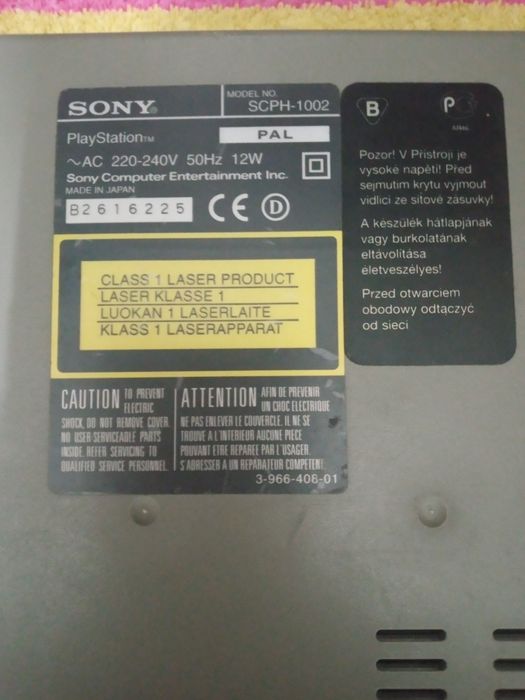 SONY
MODEL NO.
SCPH-1002
PlayStation™
PAL
~AC 220-240V 50Hz 12W
Sony Computer Entertainment Inc.
MADE IN JAPAN
B2616225
CE D
CLASS 1 LASER PRODUCT
LASER KLASSE 1
LUOKAN 1 LASERLAITE
KLASS 1 LASERAPPARAT
CAUTION TO PREVENT
ELECTRIC
SHOCK, DO NOT REMOVE COVER.
NO USER-SERVICEABLE PARTS
INSIDE. REFER SERVICING TO
QUALIFIED SERVICE PERSONNEL.
ATTENTION AFIN DE PREVENIR
UN CHOC ELECTRIQUE
NE PAS ENLEVER LE COUVERCLE. IL NE SE
TROUVE A L'INTERIEUR AUCUNE PIECE
POUVANT ETRE REPAREE PAR L'USAGER.
S'ADRESSER A UN REPARATEUR COMPETENT.
3-966-408-01
B
Pozor! V Přístroji je
vysoké napětí! Před
sejmutím krytu vyjmout
vidlici ze síťové zásuvky!
A készülék hátlapjának
vagy burkolatának
eltávolítása
életveszélyes!
Przed otwarciem
obodowy odtączyć
od sieci